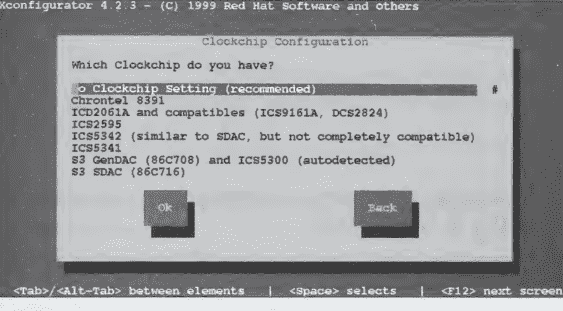 Xconfigurator 4.2.3 - (C) 1999 Red Hat Software and others
Clockchip Configuration
Which Clockchip do you have?
o Clockchip Setting (recommended) #
Chrontel 8391
ICD2061A and compatibles (ICS9161A, DCS2824)
ICS2595
ICS5342 (similar to SDAC, but not completely compatible)
ICS5341
S3 GenDAC (86C708) and ICS5300 (autodetected)
S3 SDAC (86C716)
Ok Back
<Tab>/<Alt-Tab> between elements | <Space> selects | <F12> next screen